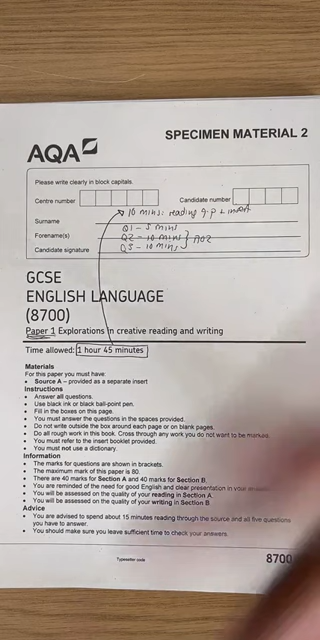 SPECIMEN MATERIAL 2
AQA
Please write clearly in block capitals.
Centre number
Candidate number
10 mins: reading q.p + insert
Surname
Q1 - 5 mins
Forename(s)
Q2 - 10 mins
AO2
Candidate signature
Q3 - 10 mins
GCSE
ENGLISH LANGUAGE
(8700)
Paper 1 Explorations in creative reading and writing
Time allowed: 1 hour 45 minutes
Materials
For this paper you must have:
• Source A – provided as a separate insert
Instructions
• Answer all questions.
• Use black ink or black ball-point pen.
• Fill in the boxes on this page.
• You must answer the questions in the spaces provided.
• Do not write outside the box around each page or on blank pages.
• Do all rough work in this book. Cross through any work you do not want to be marked.
• You must refer to the insert booklet provided.
• You must not use a dictionary.
Information
• The marks for questions are shown in brackets.
• The maximum mark for this paper is 80.
• There are 40 marks for Section A and 40 marks for Section B.
• You are reminded of the need for good English and clear presentation in your
• You will be assessed on the quality of your reading in Section A
• You will be assessed on the quality of your writing in Section B
Advice
• You are advised to spend about 15 minutes reading through the source and all five questions
you have to answer.
• You should make sure you leave sufficient time to check your answers.
Typesetter code
8700